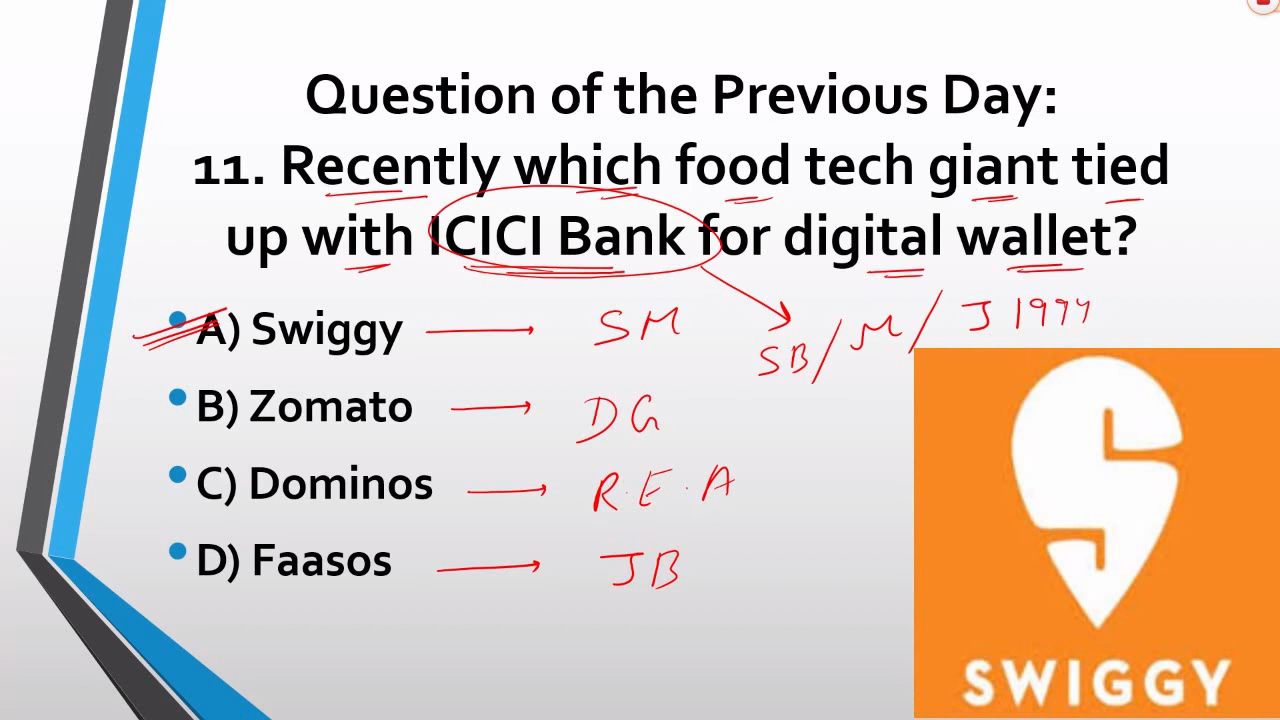 Question of the Previous Day:
11. Recently which food tech giant tied
up with ICICI Bank for digital wallet?
A) Swiggy → SM
SB/M/J 1994
B) Zomato → DG
C) Dominos → R.E.A
D) Faasos → JB
SWIGGY